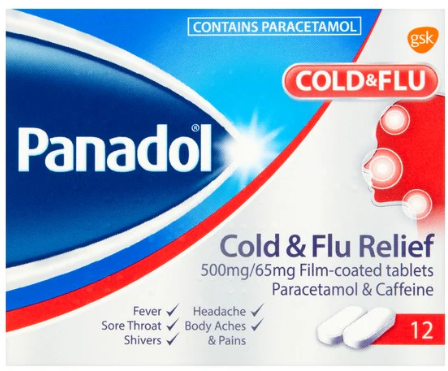 CONTAINS PARACETAMOL
gsk
COLD&FLU
Panadol®
Cold & Flu Relief
500mg/65mg Film-coated tablets
Paracetamol & Caffeine
Fever ✓ Headache ✓
Sore Throat ✓ Body Aches ✓
Shivers ✓ & Pains
12